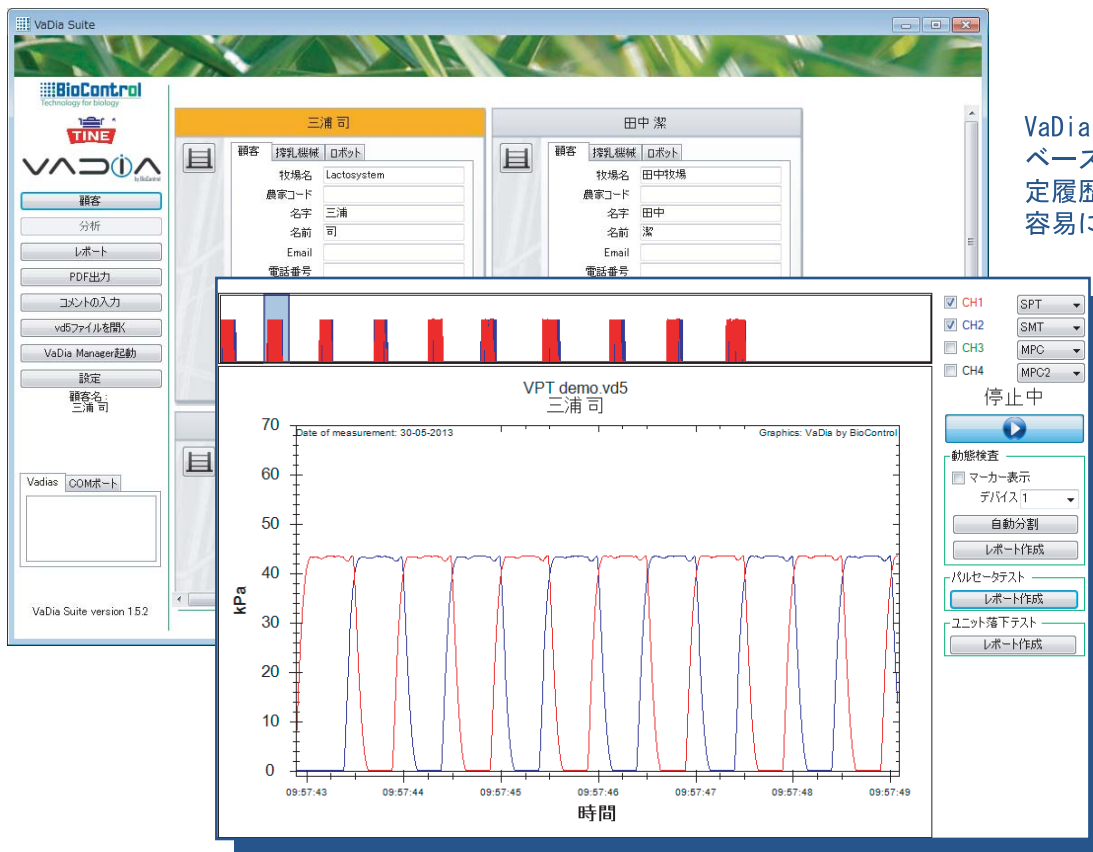 VaDia Suite
BioControl
Technology for biology
TINE
VADIA
by BioControl
顧客
分析
レポート
PDF出力
コメントの入力
vd5ファイルを開く
VaDia Manager起動
設定
顧客名 :
三浦 司
Vadias COMポート
VaDia Suite version 1.5.2
三浦 司
顧客 搾乳機械 ロボット
牧場名 Lactosystem
農家コード
名字 三浦
名前 司
Email
電話番号
田中 潔
顧客 搾乳機械 ロボット
牧場名 田中牧場
農家コード
名字 田中
名前 潔
Email
電話番号
VaDia
ベース
定履歴
容易に
VPT demo.vd5
三浦 司
Date of measurement: 30-05-2013
Graphics: VaDia by BioControl
kPa
70
60
50
40
30
20
10
0
09:57:43 09:57:44 09:57:45 09:57:46 09:57:47 09:57:48 09:57:49
時間
CH1 SPT
CH2 SMT
CH3 MPC
CH4 MPC2
停止中
動態検査
マーカー表示
デバイス 1
自動分割
レポート作成
パルセータテスト
レポート作成
ユニット落下テスト
レポート作成